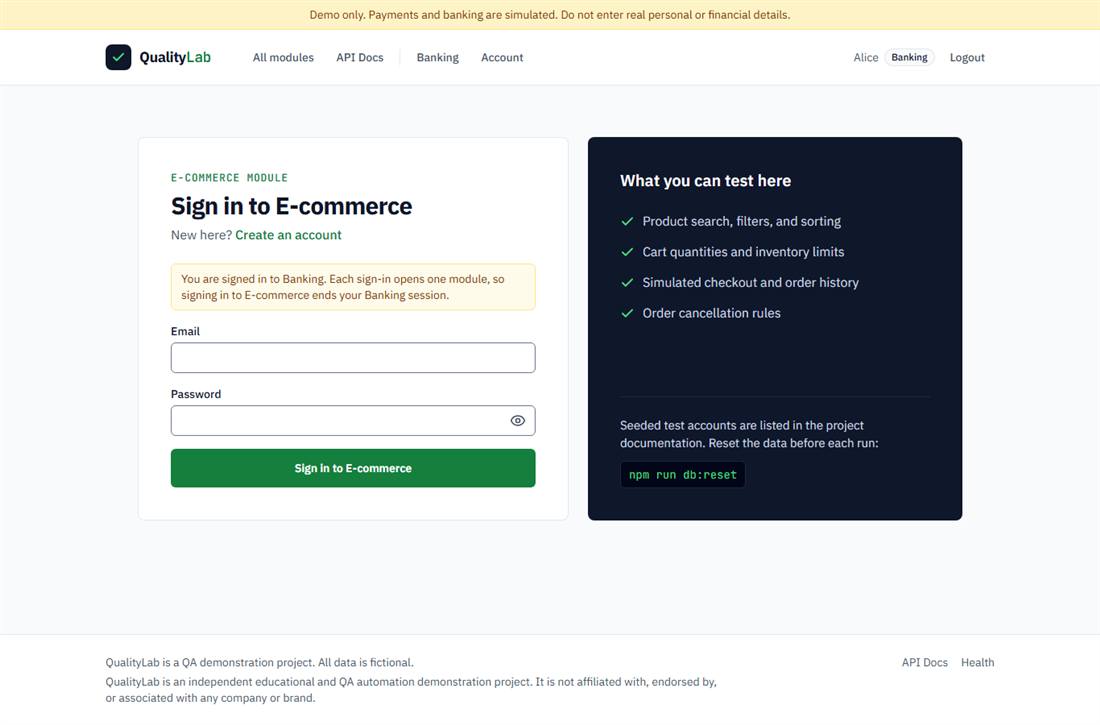 Demo only. Payments and banking are simulated. Do not enter real personal or financial details.
QualityLab
All modules
API Docs
Banking
Account
Alice
Banking
Logout
E-COMMERCE MODULE
Sign in to E-commerce
New here? Create an account
You are signed in to Banking. Each sign-in opens one module, so
signing in to E-commerce ends your Banking session.
Email
Password
Sign in to E-commerce
What you can test here
Product search, filters, and sorting
Cart quantities and inventory limits
Simulated checkout and order history
Order cancellation rules
Seeded test accounts are listed in the project
documentation. Reset the data before each run:
npm run db:reset
QualityLab is a QA demonstration project. All data is fictional.
QualityLab is an independent educational and QA automation demonstration project. It is not affiliated with, endorsed by,
or associated with any company or brand.
API Docs
Health